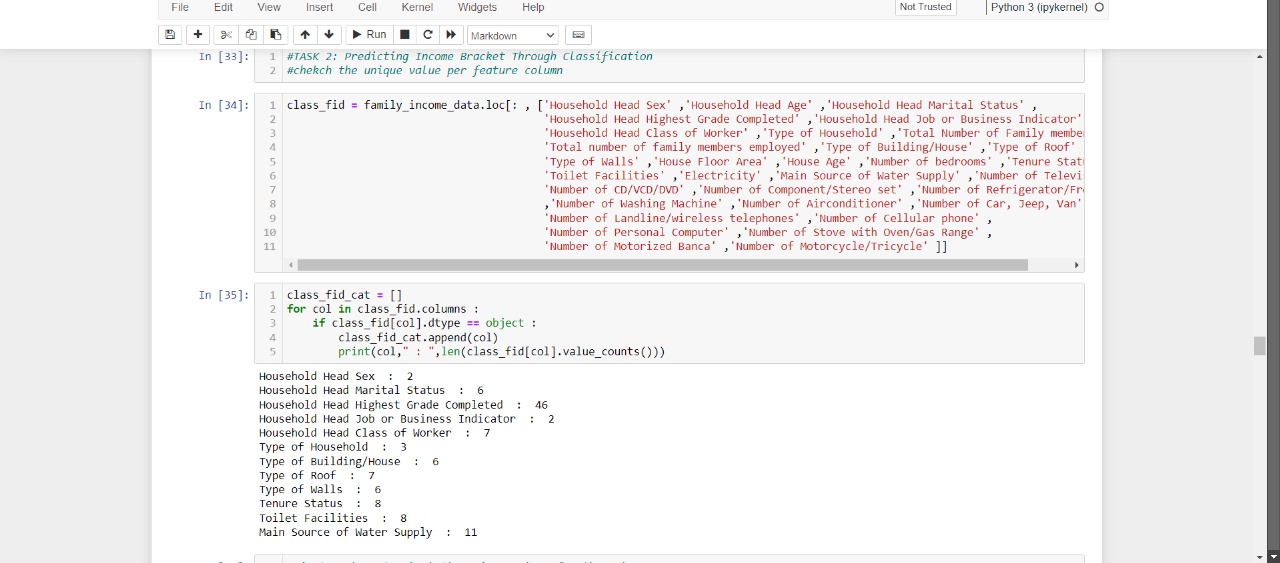 File Edit View Insert Cell Kernel Widgets Help Not Trusted Python 3 (ipykernel)
Run Markdown
In [33]: 1 #TASK 2: Predicting Income Bracket Through Classification
2 #chekch the unique value per feature column
In [34]: 1 class_fid = family_income_data.loc[: , ['Household Head Sex' ,'Household Head Age' ,'Household Head Marital Status' ,
2 'Household Head Highest Grade Completed' ,'Household Head Job or Business Indicator'
3 'Household Head Class of Worker' ,'Type of Household' ,'Total Number of Family membe
4 'Total number of family members employed' ,'Type of Building/House' ,'Type of Roof'
5 'Type of Walls' ,'House Floor Area' ,'House Age' ,'Number of bedrooms' ,'Tenure Stat
6 'Toilet Facilities' ,'Electricity' ,'Main Source of Water Supply' ,'Number of Televi
7 'Number of CD/VCD/DVD' ,'Number of Component/Stereo set' ,'Number of Refrigerator/Fr
8 ,'Number of Washing Machine' ,'Number of Airconditioner' ,'Number of Car, Jeep, Van'
9 'Number of Landline/wireless telephones' ,'Number of Cellular phone' ,
10 'Number of Personal Computer' ,'Number of Stove with Oven/Gas Range' ,
11 'Number of Motorized Banca' ,'Number of Motorcycle/Tricycle' ]]
In [35]: 1 class_fid_cat = []
2 for col in class_fid.columns :
3 if class_fid[col].dtype == object :
4 class_fid_cat.append(col)
5 print(col," : ",len(class_fid[col].value_counts()))
Household Head Sex : 2
Household Head Marital Status : 6
Household Head Highest Grade Completed : 46
Household Head Job or Business Indicator : 2
Household Head Class of Worker : 7
Type of Household : 3
Type of Building/House : 6
Type of Roof : 7
Type of Walls : 6
Tenure Status : 8
Toilet Facilities : 8
Main Source of Water Supply : 11